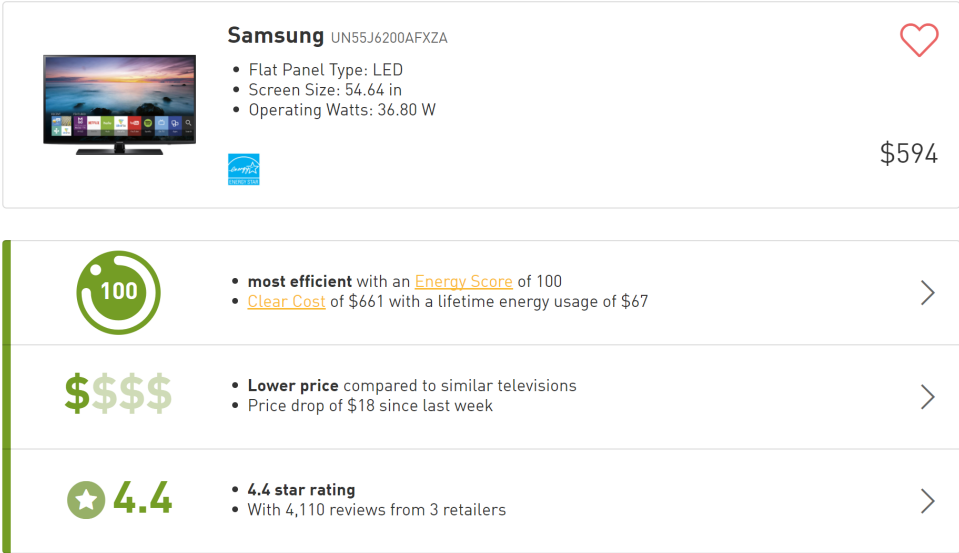 Samsung UN55J6200AFXZA
Flat Panel Type: LED
Screen Size: 54.64 in
Operating Watts: 36.80 W
ENERGY STAR
$594
100
most efficient with an Energy Score of 100
Clear Cost of $661 with a lifetime energy usage of $67
$$$$
Lower price compared to similar televisions
Price drop of $18 since last week
4.4
4.4 star rating
With 4,110 reviews from 3 retailers